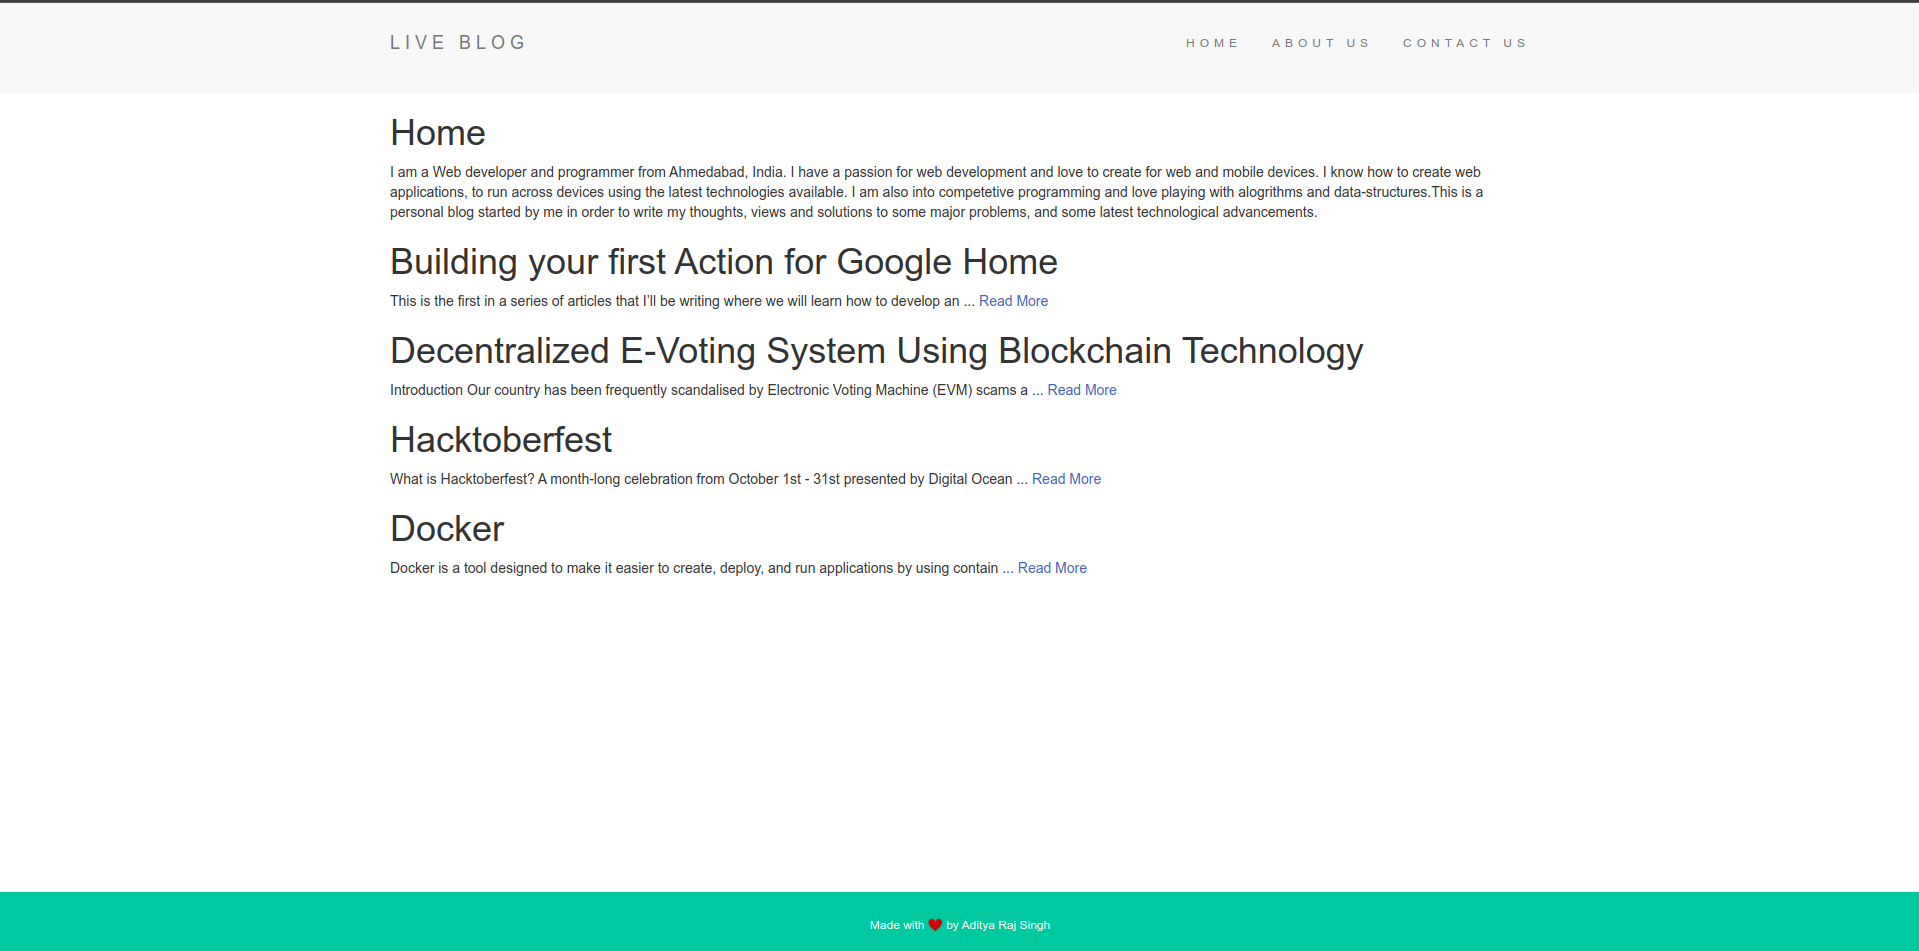 LIVE BLOG
HOME ABOUT US CONTACT US
Home
I am a Web developer and programmer from Ahmedabad, India. I have a passion for web development and love to create for web and mobile devices. I know how to create web
applications, to run across devices using the latest technologies available. I am also into competetive programming and love playing with alogrithms and data-structures.This is a
personal blog started by me in order to write my thoughts, views and solutions to some major problems, and some latest technological advancements.
Building your first Action for Google Home
This is the first in a series of articles that I’ll be writing where we will learn how to develop an ... Read More
Decentralized E-Voting System Using Blockchain Technology
Introduction Our country has been frequently scandalised by Electronic Voting Machine (EVM) scams a ... Read More
Hacktoberfest
What is Hacktoberfest? A month-long celebration from October 1st - 31st presented by Digital Ocean ... Read More
Docker
Docker is a tool designed to make it easier to create, deploy, and run applications by using contain ... Read More
Made with ❤ by Aditya Raj Singh